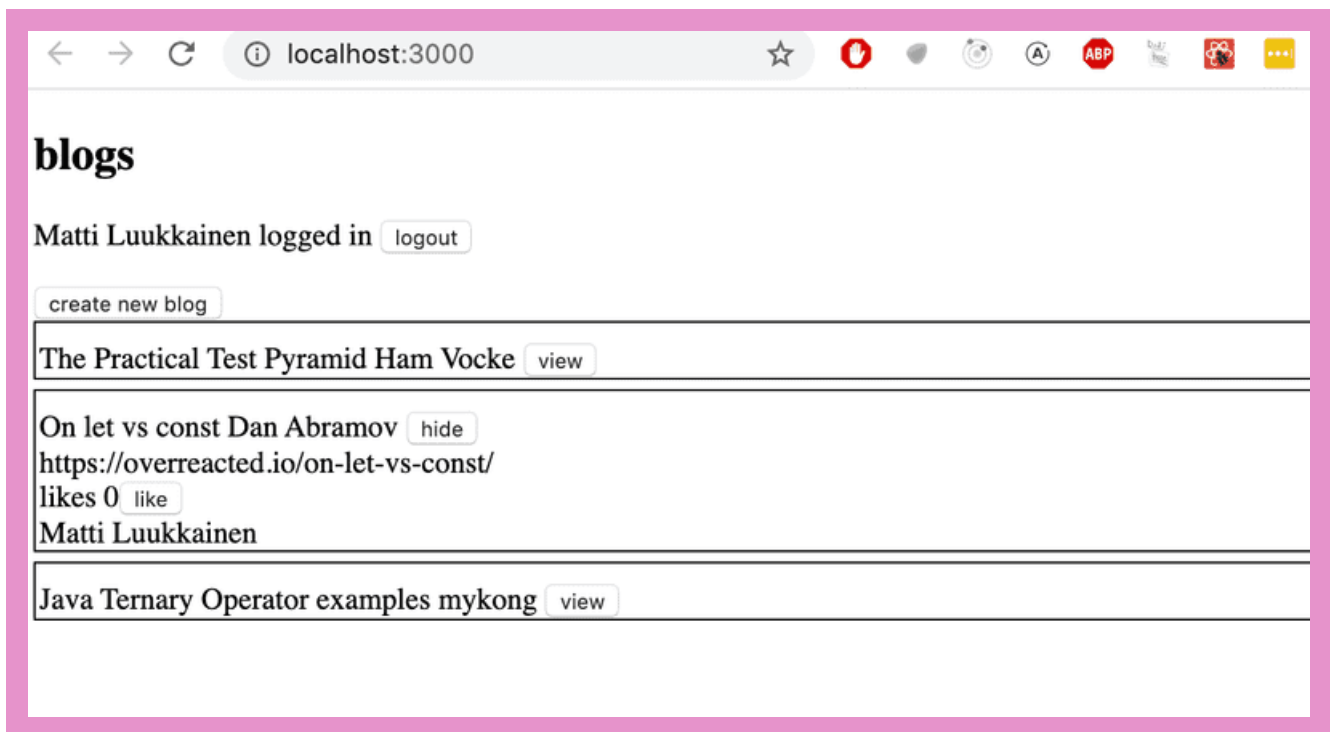 localhost:3000
A
ABP
blogs
Matti Luukkainen logged in logout
create new blog
The Practical Test Pyramid Ham Vocke view
On let vs const Dan Abramov hide
https://overreacted.io/on-let-vs-const/
likes 0 like
Matti Luukkainen
Java Ternary Operator examples mykong view